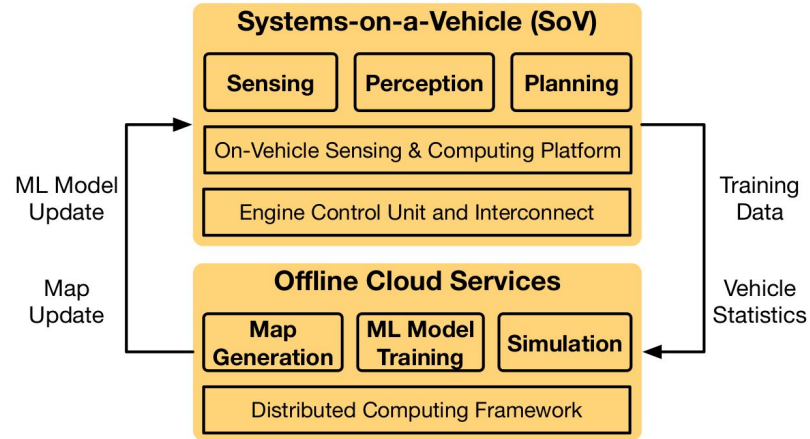 Systems-on-a-Vehicle (SoV)
Sensing
Perception
Planning
On-Vehicle Sensing & Computing Platform
Engine Control Unit and Interconnect
ML Model
Update
Map
Update
Training
Data
Vehicle
Statistics
Offline Cloud Services
Map
Generation
ML Model
Training
Simulation
Distributed Computing Framework